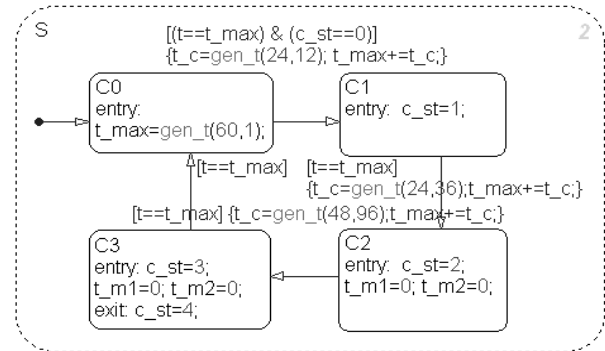 S
2
[(t==t_max) & (c_st==0)]
{t_c=gen_t(24,12); t_max+=t_c;}
C0
entry:
t_max=gen_t(60,1);
C1
entry: c_st=1;
[t==t_max]
[t==t_max]
{t_c=gen_t(24,36);t_max+=t_c;}
[t==t_max] {t_c=gen_t(48,96);t_max+=t_c;}
C3
entry: c_st=3;
t_m1=0; t_m2=0;
exit: c_st=4;
C2
entry: c_st=2;
t_m1=0; t_m2=0;